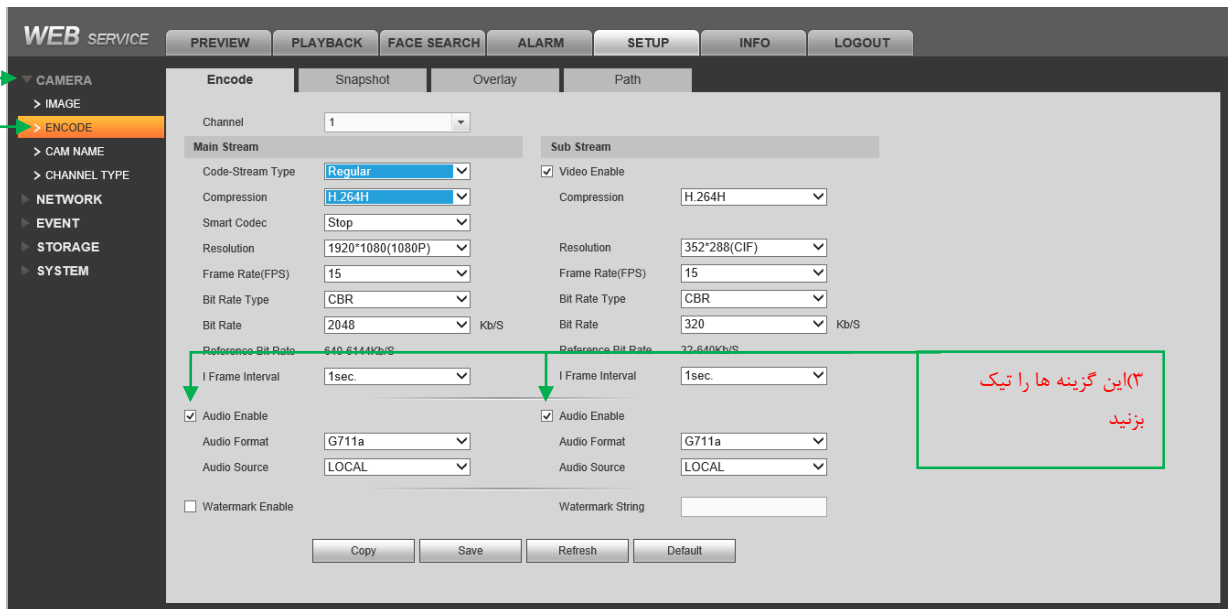 WEB SERVICE
PREVIEW PLAYBACK FACE SEARCH ALARM SETUP INFO LOGOUT
CAMERA
> IMAGE
> ENCODE
> CAM NAME
> CHANNEL TYPE
NETWORK
EVENT
STORAGE
SYSTEM
Encode Snapshot Overlay Path
Channel 1
Main Stream Sub Stream
Code-Stream Type Regular Video Enable
Compression H.264H Compression H.264H
Smart Codec Stop
Resolution 1920*1080(1080P) Resolution 352*288(CIF)
Frame Rate(FPS) 15 Frame Rate(FPS) 15
Bit Rate Type CBR Bit Rate Type CBR
Bit Rate 2048 Kb/S Bit Rate 320 Kb/S
Reference Bit Rate 640-6144Kb/S Reference Bit Rate 32-640Kb/S
I Frame Interval 1sec. I Frame Interval 1sec.
Audio Enable Audio Enable
Audio Format G711a Audio Format G711a
Audio Source LOCAL Audio Source LOCAL
Watermark Enable Watermark String
Copy Save Refresh Default
۳)این گزینه ها را تیک
بزنید